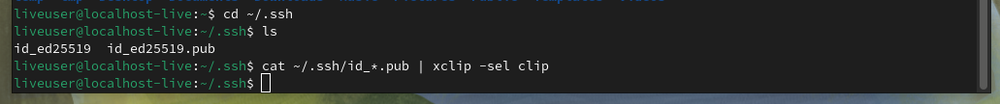 liveuser@localhost-live:~$ cd ~/.ssh
liveuser@localhost-live:~/.ssh$ ls
id_ed25519  id_ed25519.pub
liveuser@localhost-live:~/.ssh$ cat ~/.ssh/id_*.pub | xclip -sel clip
liveuser@localhost-live:~/.ssh$